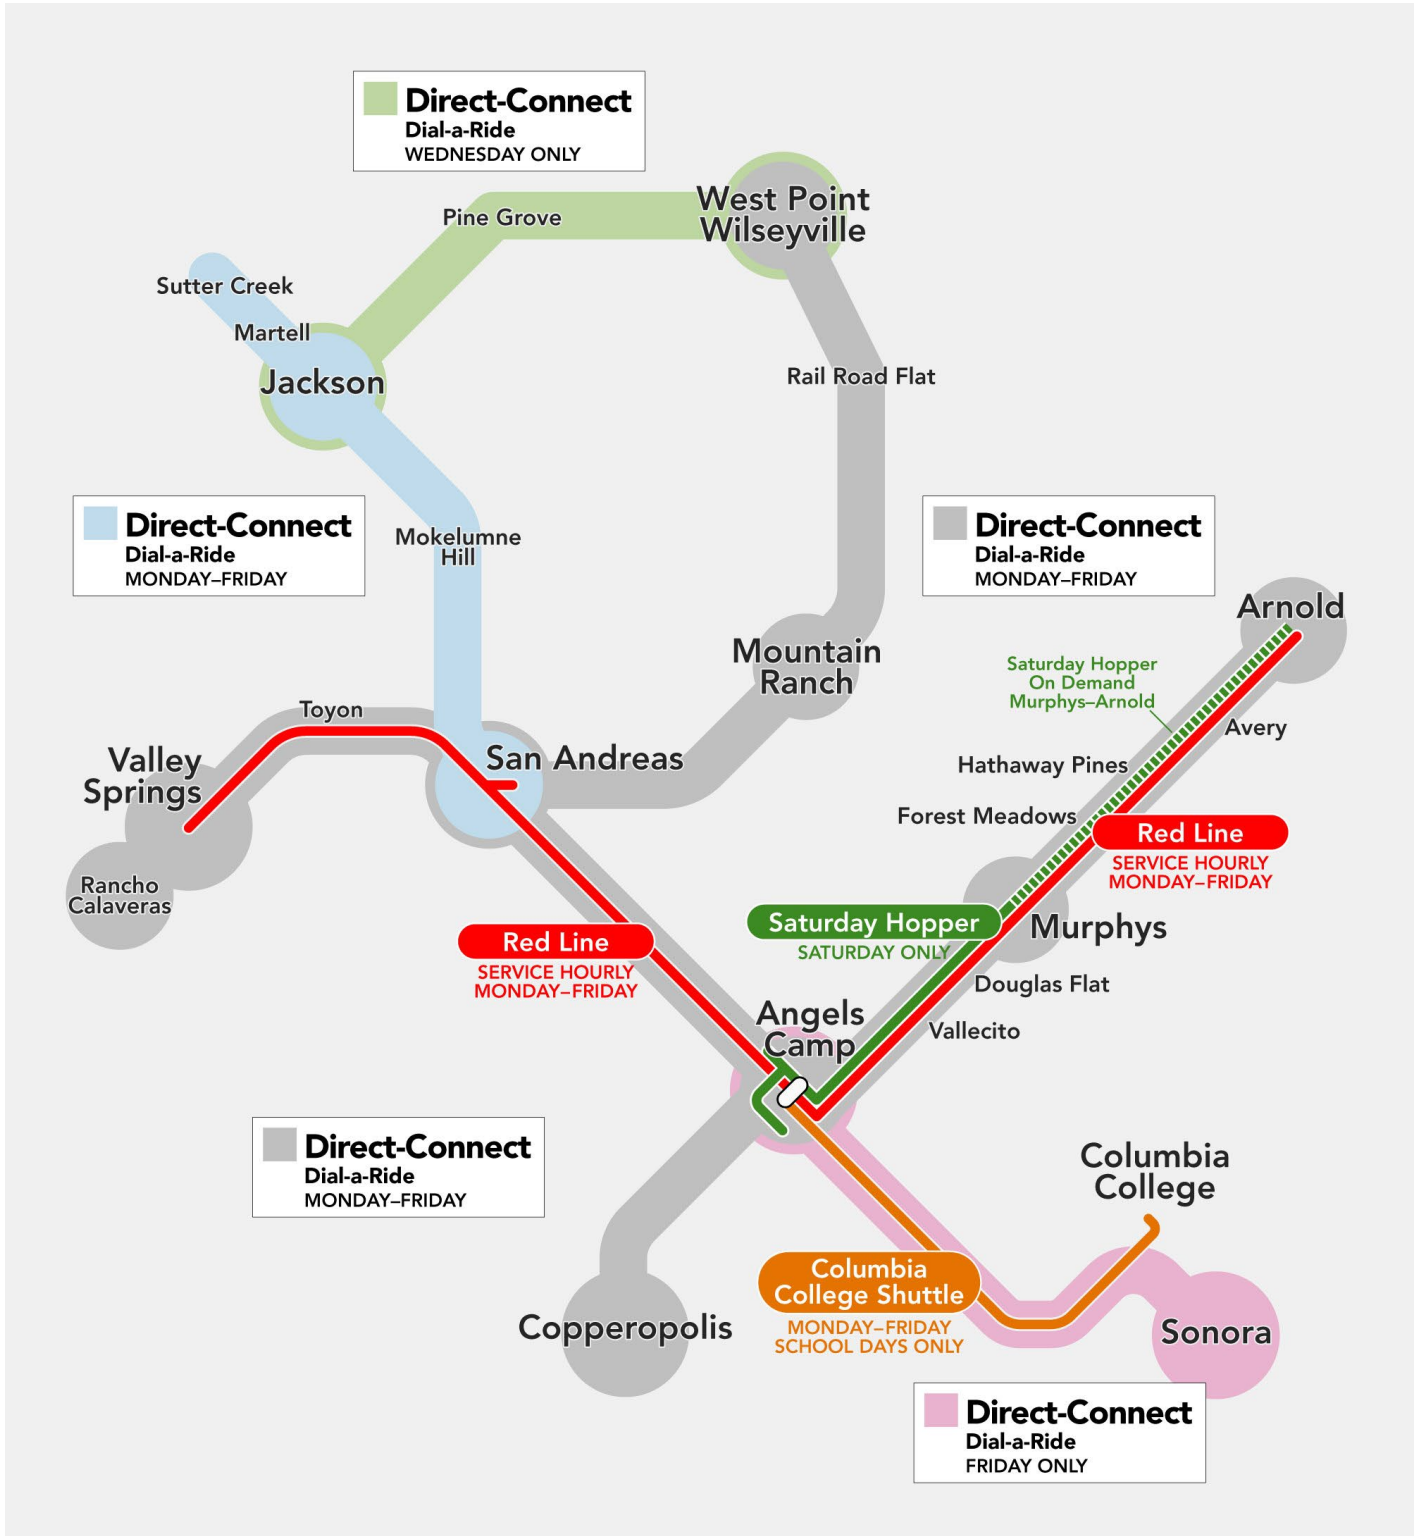 Direct-Connect
Dial-a-Ride
WEDNESDAY ONLY
West Point
Wilseyville
Pine Grove
Sutter Creek
Martell
Jackson
Rail Road Flat
Direct-Connect
Dial-a-Ride
MONDAY–FRIDAY
Mokelumne
Hill
Direct-Connect
Dial-a-Ride
MONDAY–FRIDAY
Arnold
Mountain
Ranch
Saturday Hopper
On Demand
Murphys–Arnold
Toyon
Avery
San Andreas
Valley
Springs
Hathaway Pines
Forest Meadows
Red Line
SERVICE HOURLY
MONDAY–FRIDAY
Rancho
Calaveras
Saturday Hopper
SATURDAY ONLY
Murphys
Red Line
SERVICE HOURLY
MONDAY–FRIDAY
Douglas Flat
Vallecito
Angels
Camp
Direct-Connect
Dial-a-Ride
MONDAY–FRIDAY
Columbia
College
Columbia
College Shuttle
MONDAY–FRIDAY
SCHOOL DAYS ONLY
Copperopolis
Sonora
Direct-Connect
Dial-a-Ride
FRIDAY ONLY